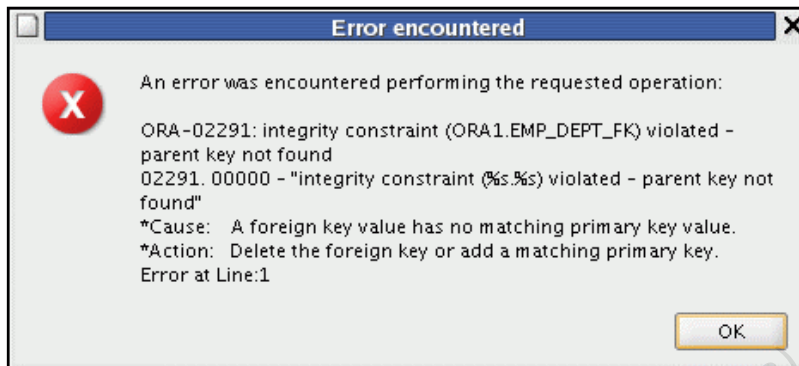 Error encountered
An error was encountered performing the requested operation:
ORA-02291: integrity constraint (ORA1.EMP_DEPT_FK) violated -
parent key not found
02291. 00000 - "integrity constraint (%s.%s) violated - parent key not
found"
*Cause: A foreign key value has no matching primary key value.
*Action: Delete the foreign key or add a matching primary key.
Error at Line:1
OK